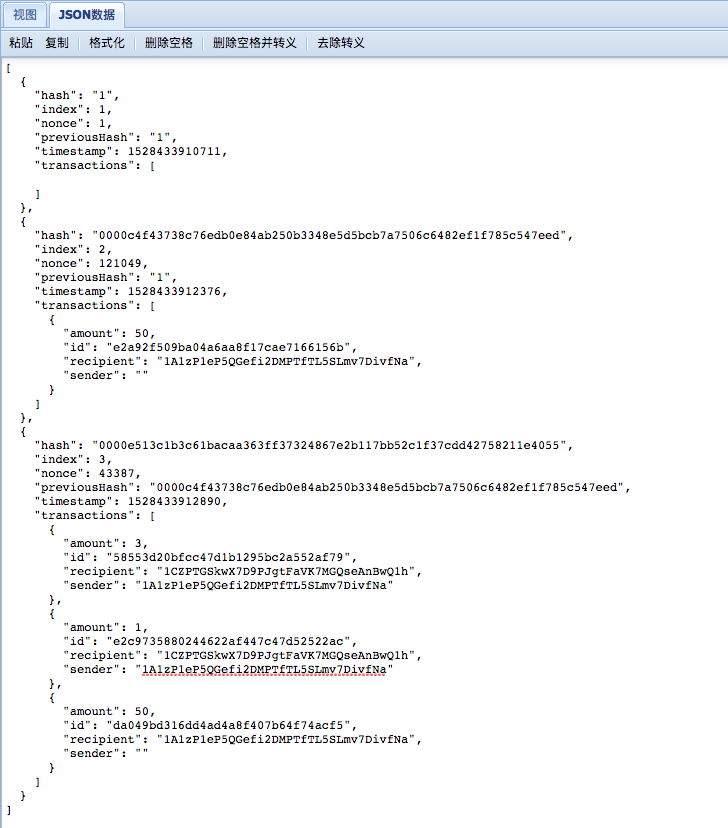 视图 JSON数据
粘贴 复制 格式化 删除空格 删除空格并转义 去除转义
[
  {
    "hash": "1",
    "index": 1,
    "nonce": 1,
    "previousHash": "1",
    "timestamp": 1528433910711,
    "transactions": [
    ]
  },
  {
    "hash": "0000c4f43738c76edb0e84ab250b3348e5d5bcb7a7506c6482ef1f785c547eed",
    "index": 2,
    "nonce": 121049,
    "previousHash": "1",
    "timestamp": 1528433912376,
    "transactions": [
      {
        "amount": 50,
        "id": "e2a92f509ba04a6aa8f17cae7166156b",
        "recipient": "1A1zP1eP5QGefi2DMPTfTL5SLmv7DivfNa",
        "sender": ""
      }
    ]
  },
  {
    "hash": "0000e513c1b3c61bacaa363ff37324867e2b117bb52c1f37cdd42758211e4055",
    "index": 3,
    "nonce": 43387,
    "previousHash": "0000c4f43738c76edb0e84ab250b3348e5d5bcb7a7506c6482ef1f785c547eed",
    "timestamp": 1528433912890,
    "transactions": [
      {
        "amount": 3,
        "id": "58553d20bfcc47d1b1295bc2a552af79",
        "recipient": "1CZPTGSkwX7D9PJgtFaVK7MGQseAnBwQ1h",
        "sender": "1A1zP1eP5QGefi2DMPTfTL5SLmv7DivfNa"
      },
      {
        "amount": 1,
        "id": "e2c9735880244622af447c47d52522ac",
        "recipient": "1CZPTGSkwX7D9PJgtFaVK7MGQseAnBwQ1h",
        "sender": "1A1zP1eP5QGefi2DMPTfTL5SLmv7DivfNa"
      },
      {
        "amount": 50,
        "id": "da049bd316dd4ad4a8f407b64f74acf5",
        "recipient": "1A1zP1eP5QGefi2DMPTfTL5SLmv7DivfNa",
        "sender": ""
      }
    ]
  }
]